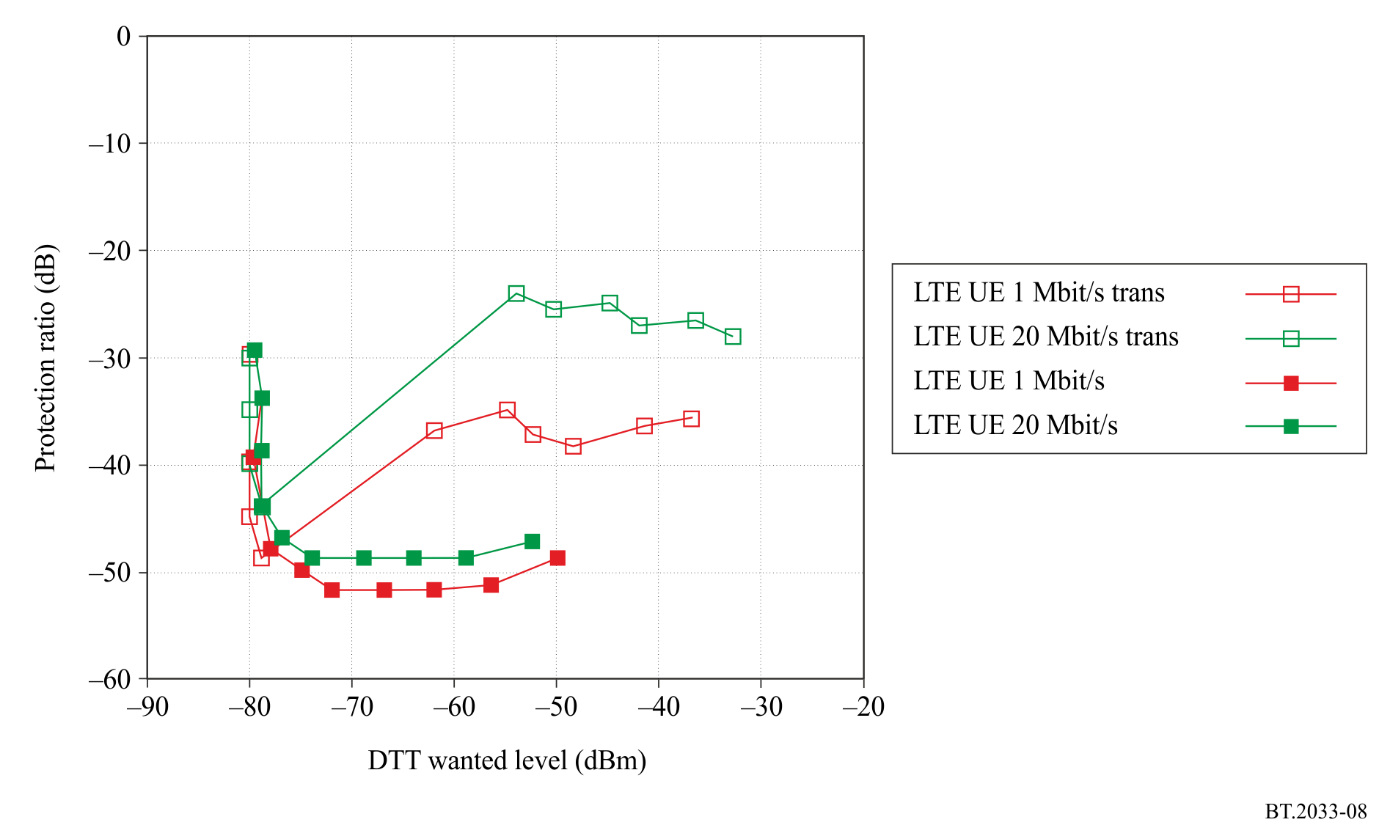 0
–10
–20
–30
–40
–50
–60
–90
–80
–70
–60
–50
–40
–30
–20
Protection ratio (dB)
DTT wanted level (dBm)
LTE UE 1 Mbit/s trans
LTE UE 20 Mbit/s trans
LTE UE 1 Mbit/s
LTE UE 20 Mbit/s
BT.2033-08